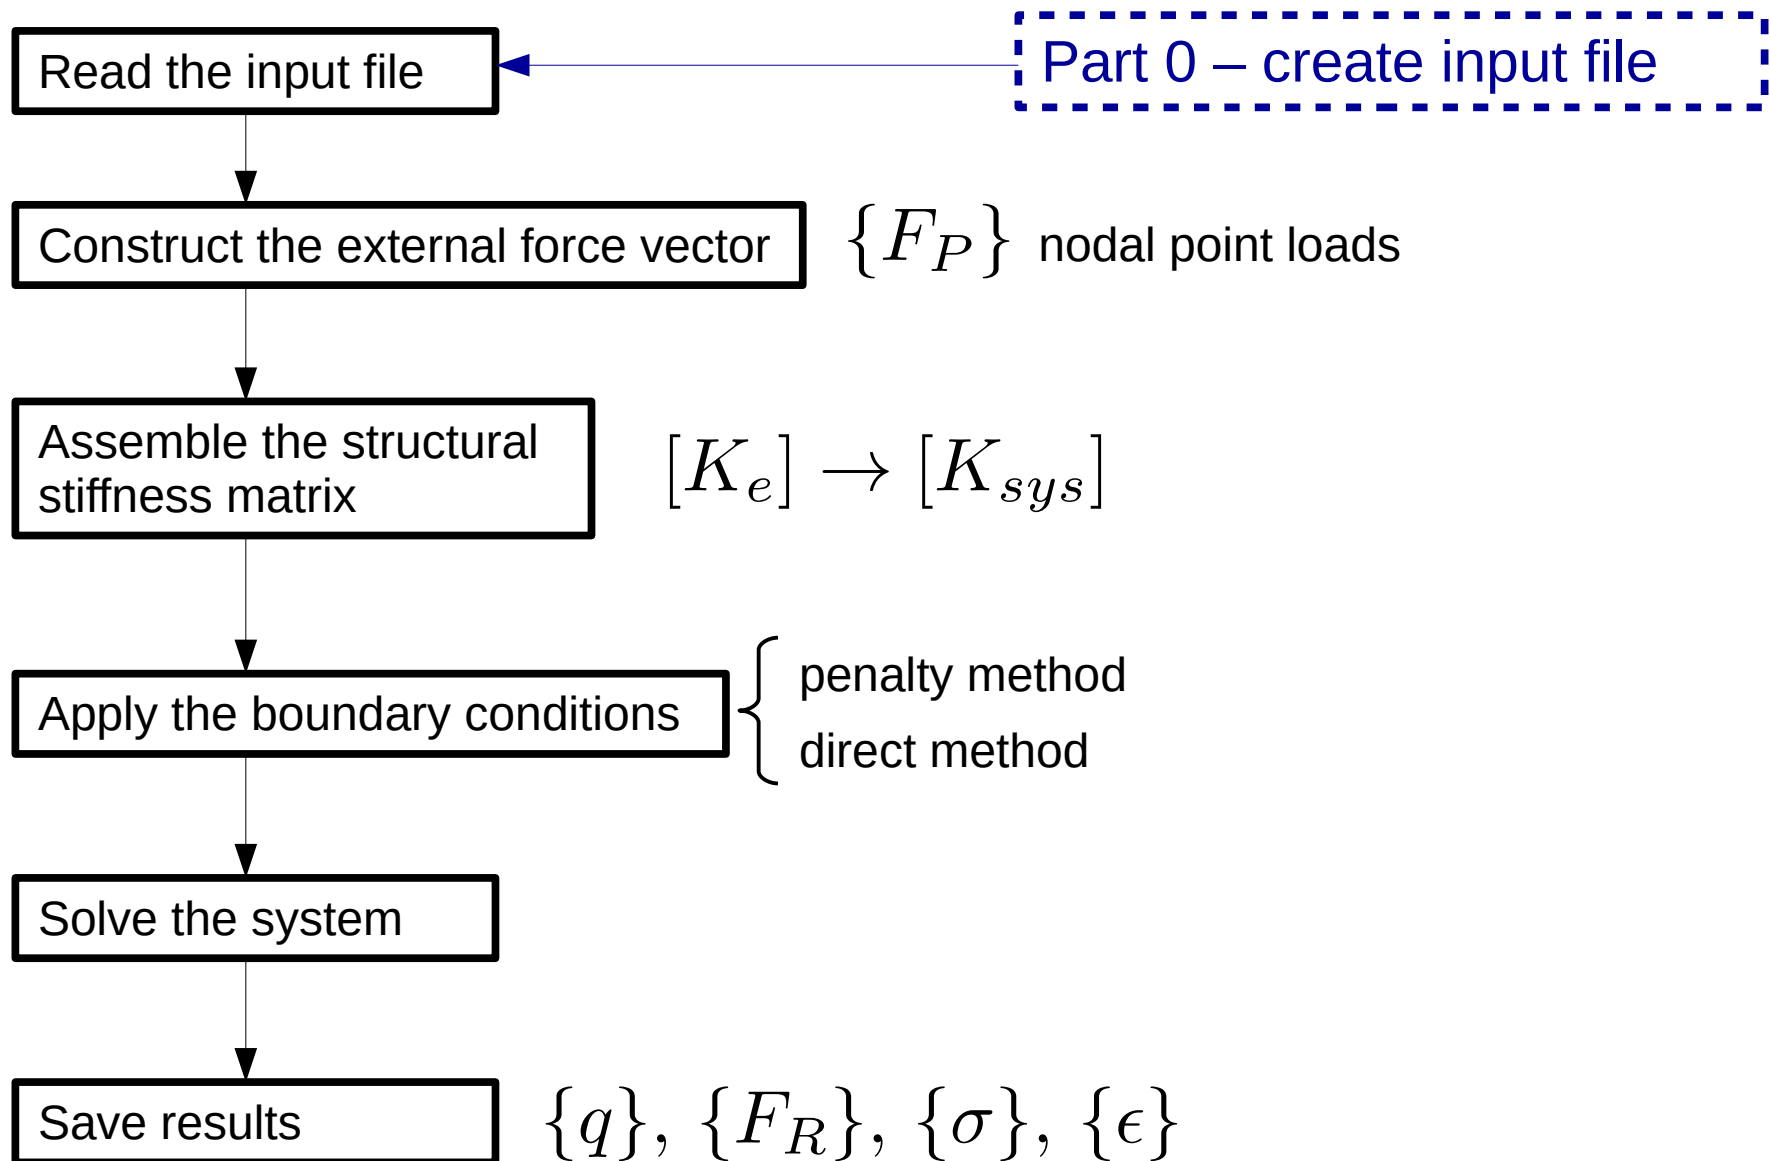 Read the input file
Part 0 – create input file
Construct the external force vector
{F_P} nodal point loads
Assemble the structural
stiffness matrix
[K_e] → [K_{sys}]
Apply the boundary conditions
penalty method
direct method
Solve the system
Save results
{q}, {F_R}, {σ}, {ϵ}